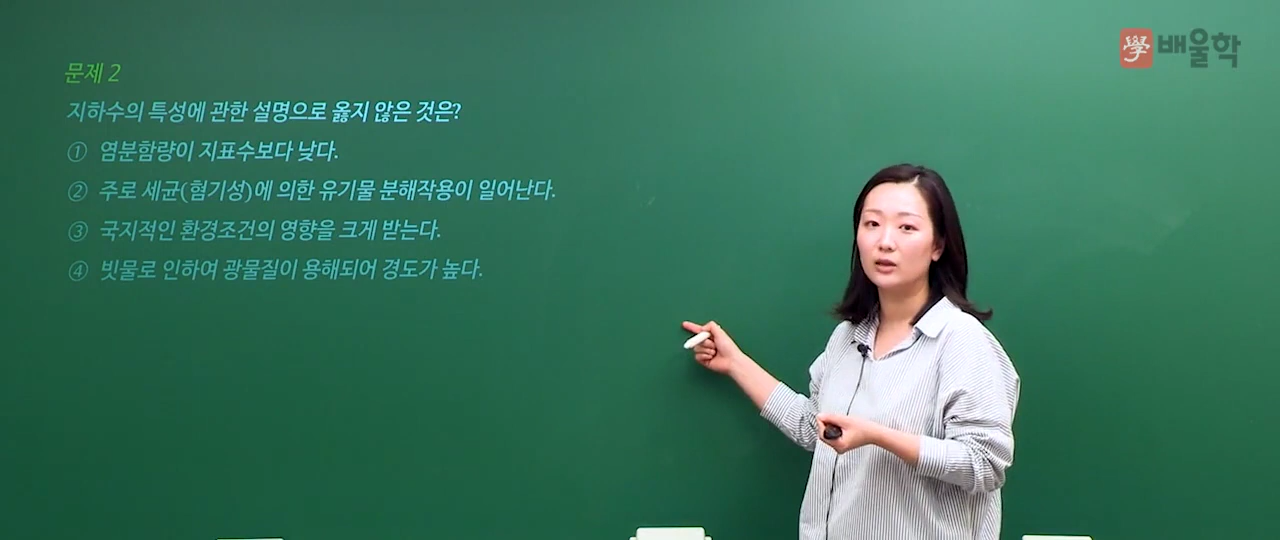 學 배울학
문제 2
지하수의 특성에 관한 설명으로 옳지 않은 것은?
① 염분함량이 지표수보다 낮다.
② 주로 세균(혐기성)에 의한 유기물 분해작용이 일어난다.
③ 국지적인 환경조건의 영향을 크게 받는다.
④ 빗물로 인하여 광물질이 용해되어 경도가 높다.